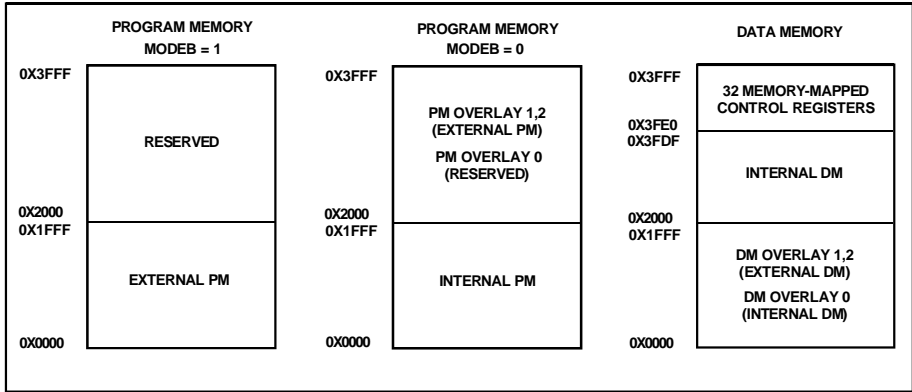 PROGRAM MEMORY
MODEB = 1
0X3FFF
RESERVED
0X2000
0X1FFF
EXTERNAL PM
0X0000
PROGRAM MEMORY
MODEB = 0
0X3FFF
PM OVERLAY 1,2
(EXTERNAL PM)
PM OVERLAY 0
(RESERVED)
0X2000
0X1FFF
INTERNAL PM
0X0000
DATA MEMORY
0X3FFF
32 MEMORY-MAPPED
CONTROL REGISTERS
0X3FE0
0X3FDF
INTERNAL DM
0X2000
0X1FFF
DM OVERLAY 1,2
(EXTERNAL DM)
DM OVERLAY 0
(INTERNAL DM)
0X0000